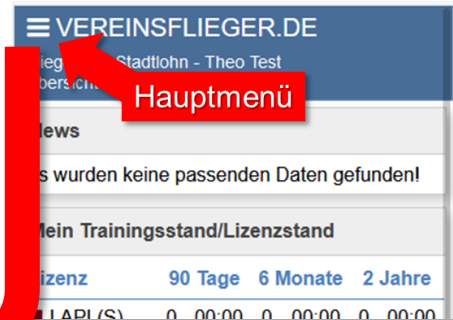 VEREINSFLIEGER.DE
Stadtlohn - Theo Test
Hauptmenü
News
s wurden keine passenden Daten gefunden!
Mein Trainingsstand/Lizenzstand
izenz 90 Tage 6 Monate 2 Jahre
LAPL(S) 0 00:00 0 00:00 0 00:00